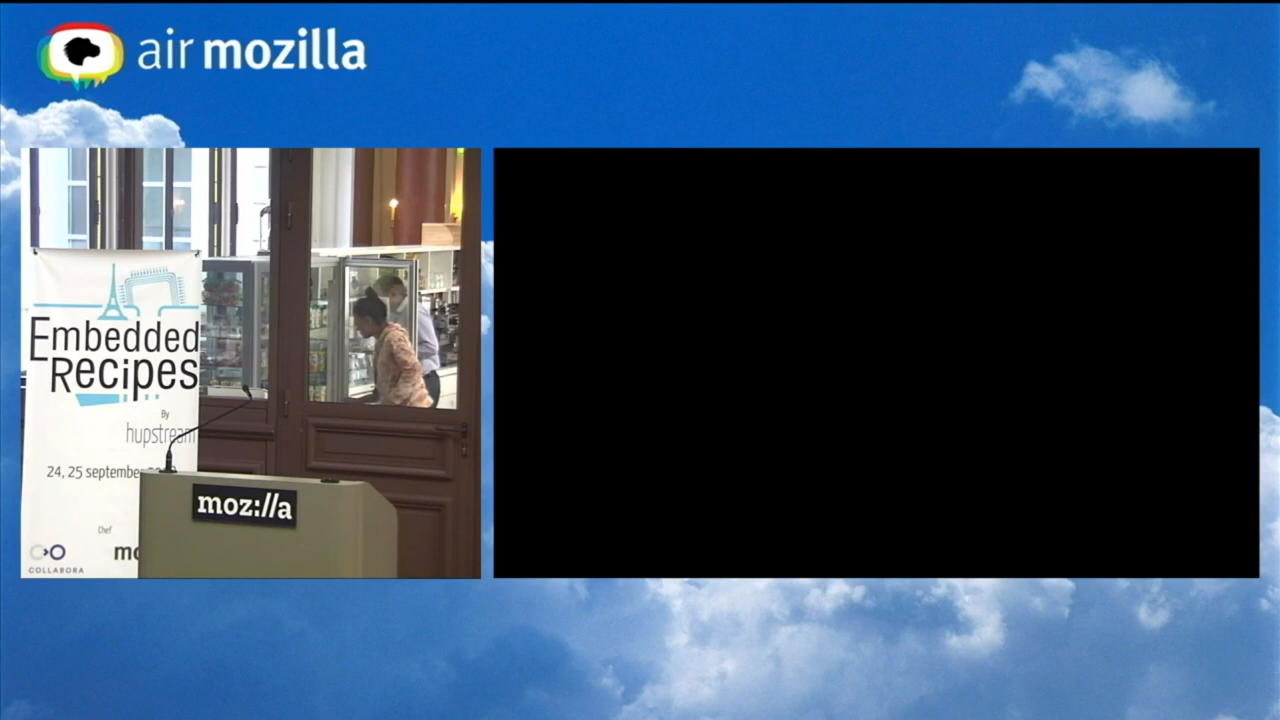 air mozilla
Embedded
Recipes
By
hupstream
24, 25 september
moz://a
Chef
COLLABORA